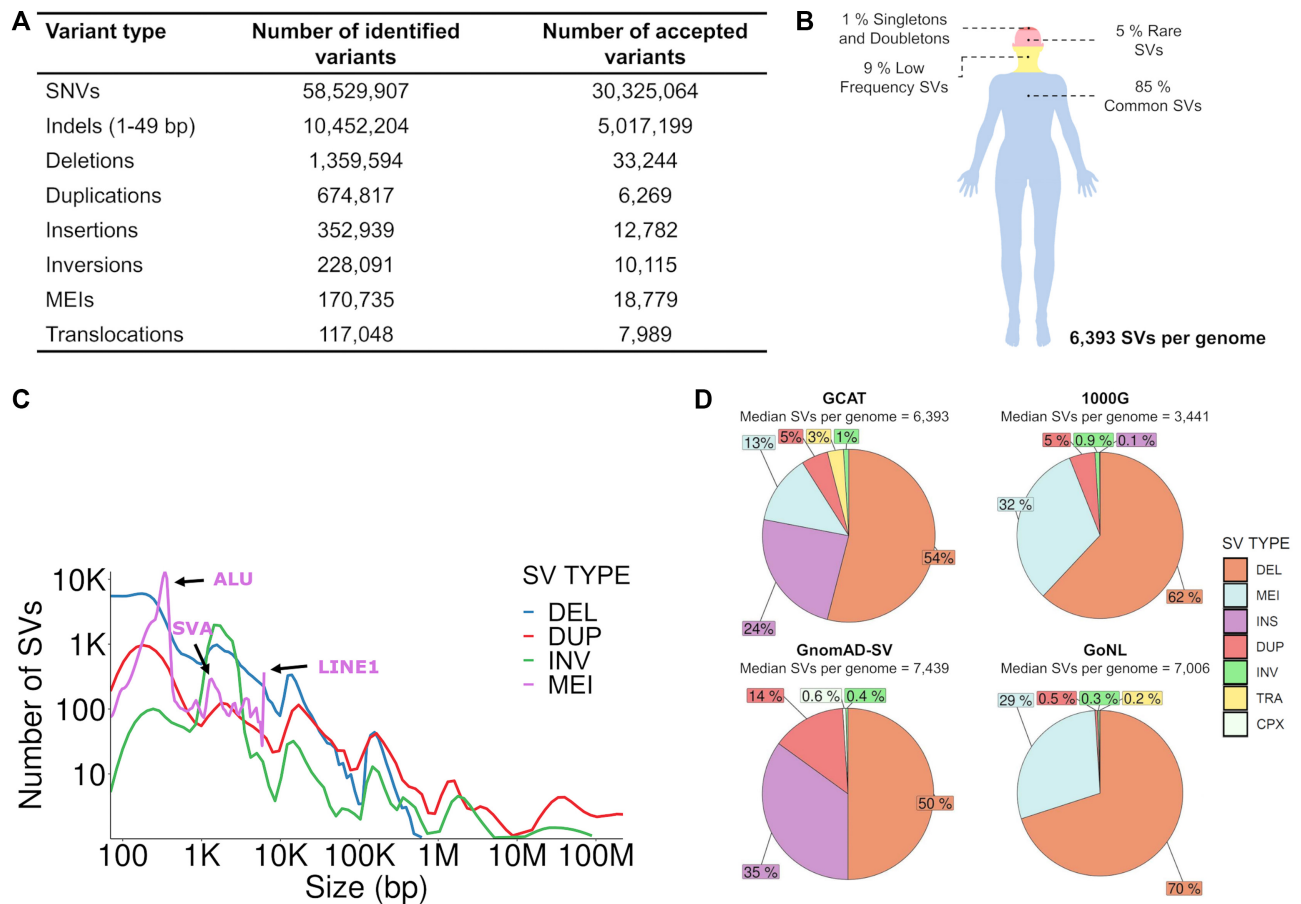 A
Variant type Number of identified variants Number of accepted variants
SNVs 58,529,907 30,325,064
Indels (1-49 bp) 10,452,204 5,017,199
Deletions 1,359,594 33,244
Duplications 674,817 6,269
Insertions 352,939 12,782
Inversions 228,091 10,115
MEIs 170,735 18,779
Translocations 117,048 7,989
B
1 % Singletons
and Doubletons
5 % Rare
SVs
9 % Low
Frequency SVs
85 %
Common SVs
6,393 SVs per genome
C
Number of SVs
10K
1K
100
10
ALU
SVA
LINE1
SV TYPE
DEL
DUP
INV
MEI
100 1K 10K 100K 1M 10M 100M
Size (bp)
D
GCAT
Median SVs per genome = 6,393
13% 5% 3% 1%
54%
24%
1000G
Median SVs per genome = 3,441
5 % 0.9 % 0.1 %
32 %
62 %
GnomAD-SV
Median SVs per genome = 7,439
14 % 0.6 % 0.4 %
50 %
35 %
GoNL
Median SVs per genome = 7,006
29 % 0.5 % 0.3 % 0.2 %
70 %
SV TYPE
DEL
MEI
INS
DUP
INV
TRA
CPX